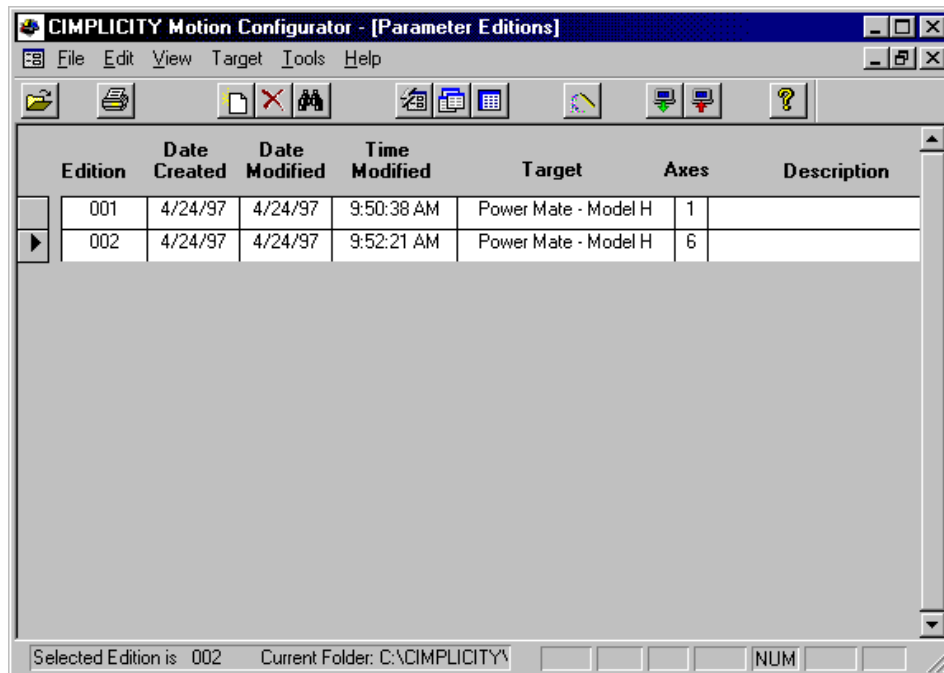 CIMPLICITY Motion Configurator - [Parameter Editions]
File Edit View Target Tools Help
Edition Date Created Date Modified Time Modified Target Axes Description
001 4/24/97 4/24/97 9:50:38 AM Power Mate - Model H 1
002 4/24/97 4/24/97 9:52:21 AM Power Mate - Model H 6
Selected Edition is 002 Current Folder: C:\CIMPLICITY\ NUM